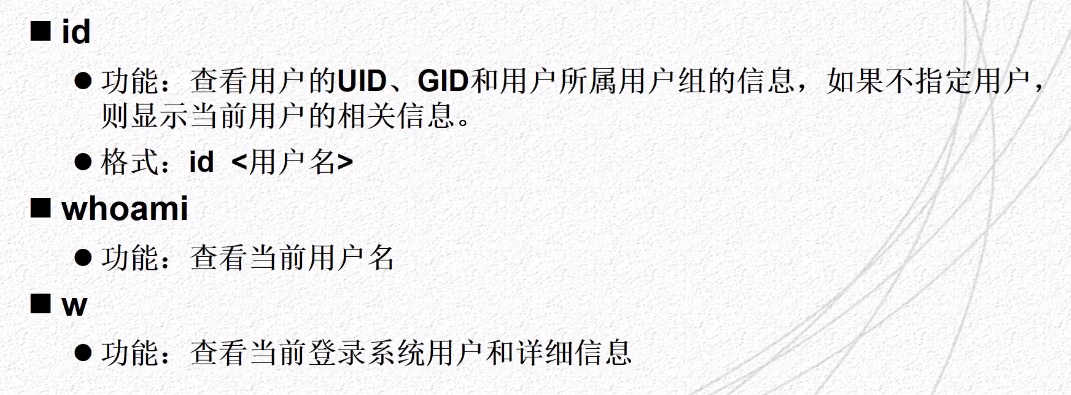 ■ id
● 功能：查看用户的UID、GID和用户所属用户组的信息，如果不指定用户，
则显示当前用户的相关信息。
● 格式：id <用户名>
■ whoami
● 功能：查看当前用户名
■ w
● 功能：查看当前登录系统用户和详细信息